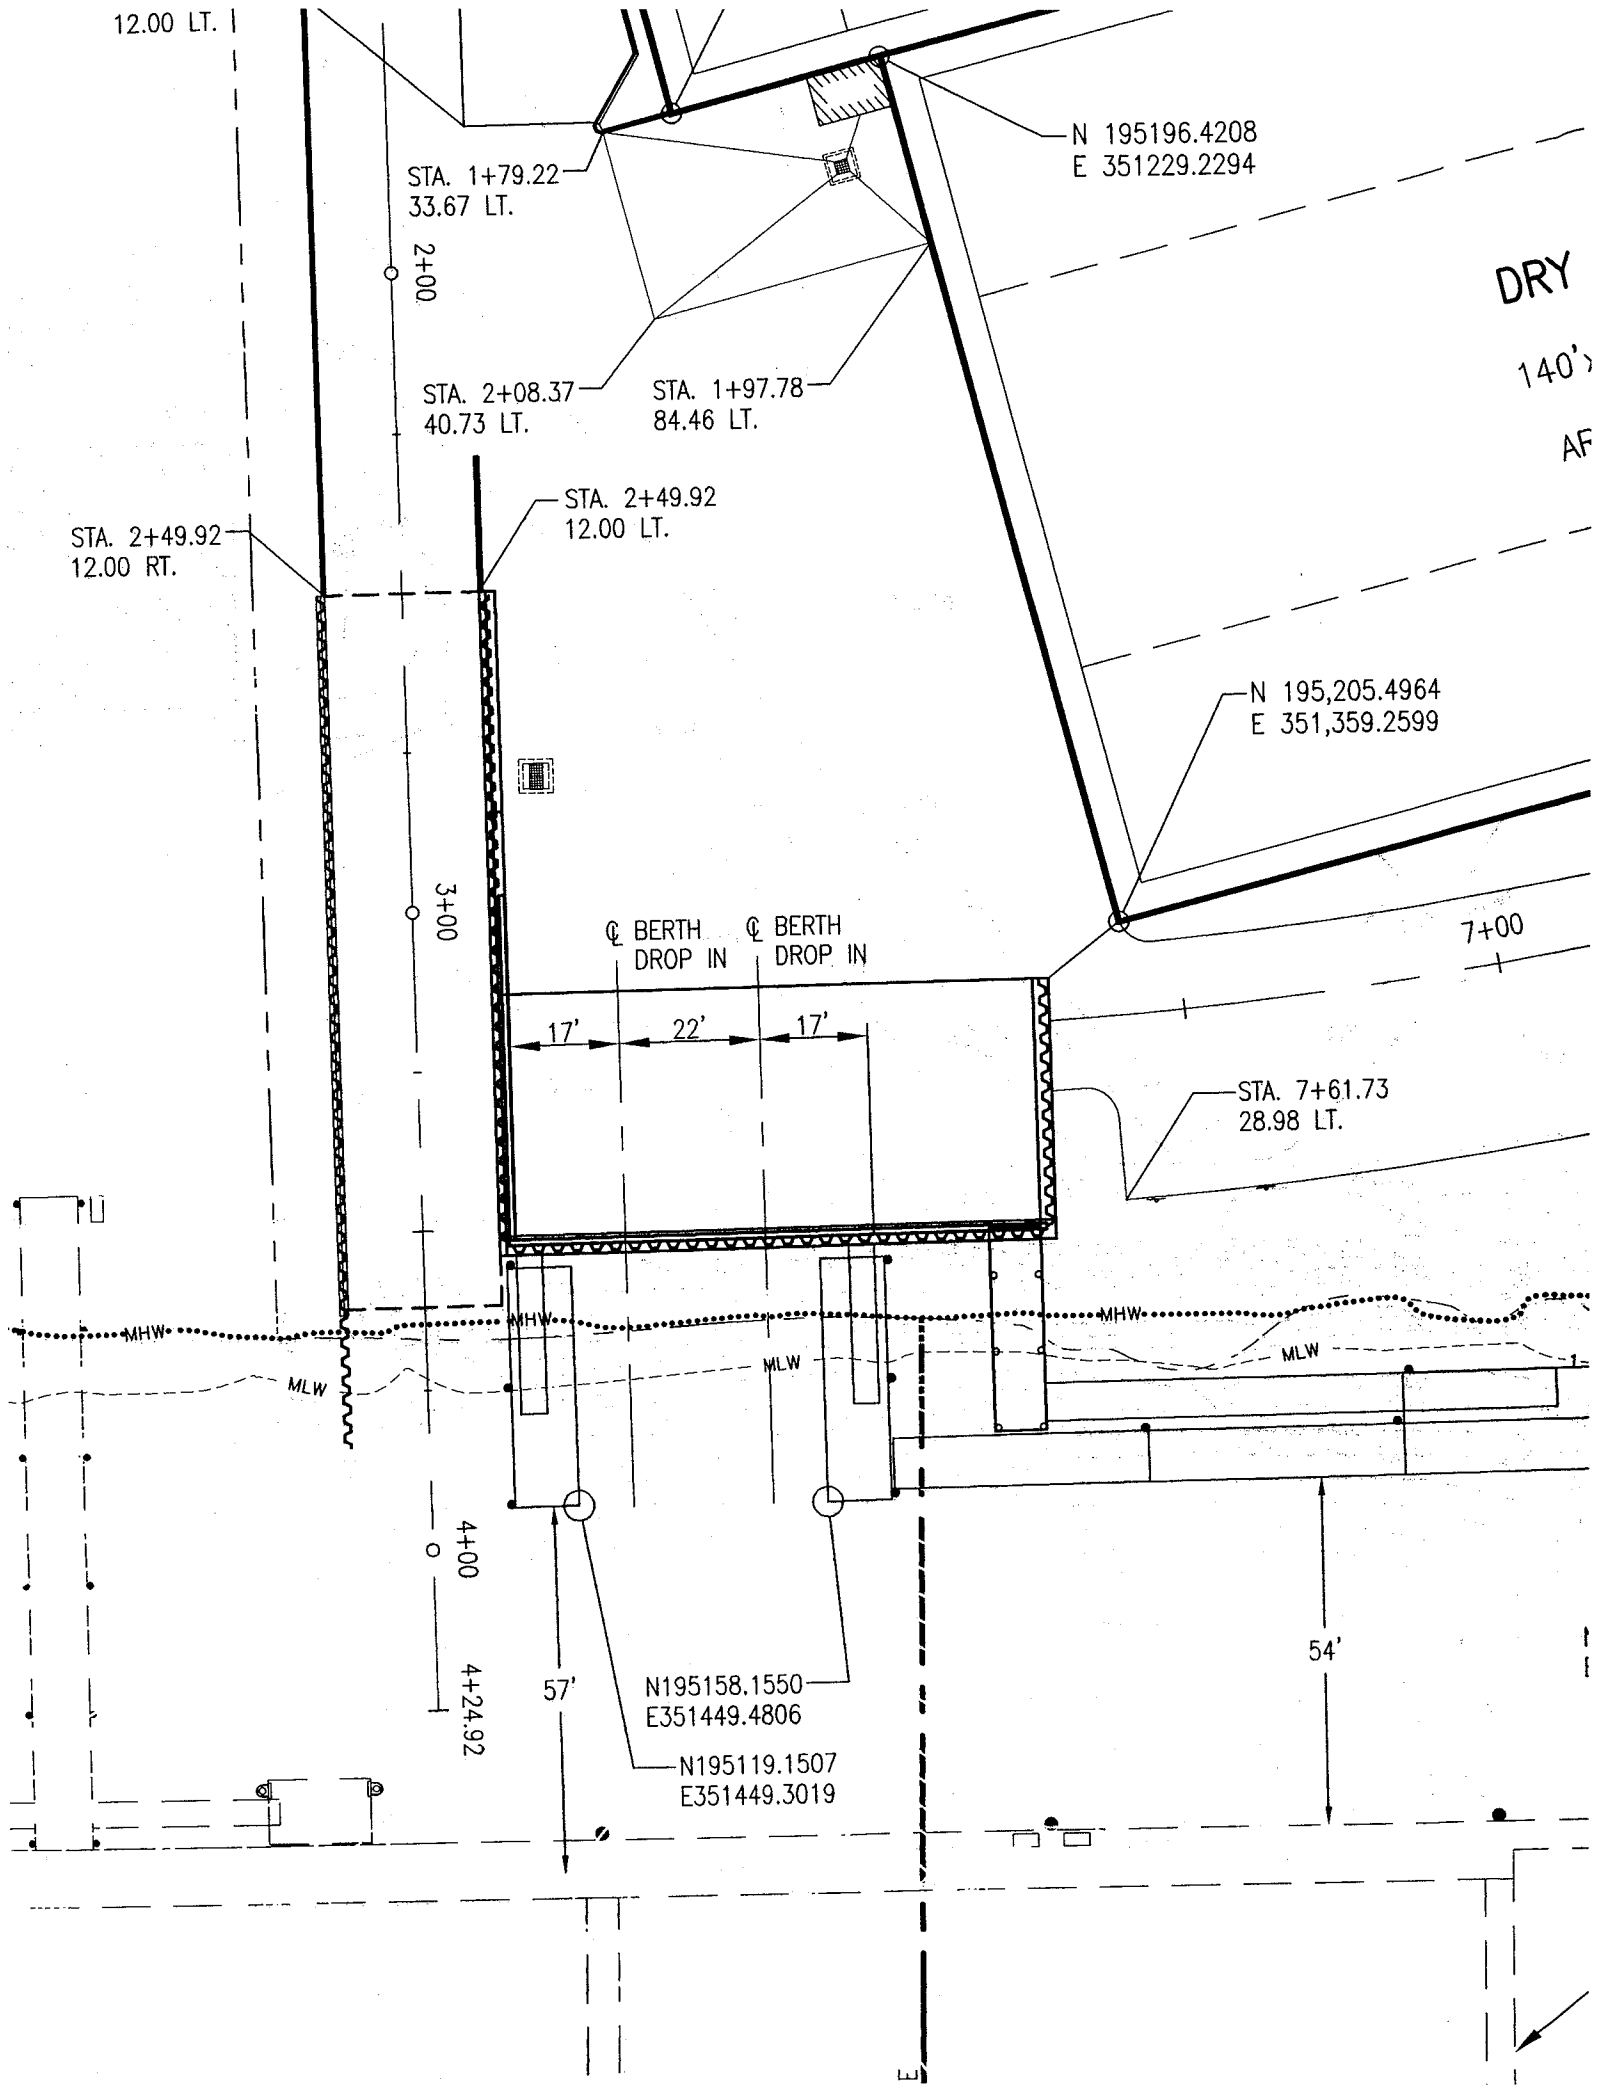 12.00 LT.
N 195196.4208
E 351229.2294
STA. 1+79.22
33.67 LT.
2+00
DRY
140'
STA. 2+08.37
40.73 LT.
STA. 1+97.78
84.46 LT.
STA. 2+49.92
12.00 LT.
STA. 2+49.92
12.00 RT.
N 195,205.4964
E 351,359.2599
3+00
℄ BERTH
DROP IN
℄ BERTH
DROP IN
7+00
17'
22'
17'
STA. 7+61.73
28.98 LT.
MHW
MHW
MHW
MLW
MLW
MLW
4+00
4+24.92
57'
54'
N195158.1550
E351449.4806
N195119.1507
E351449.3019
E